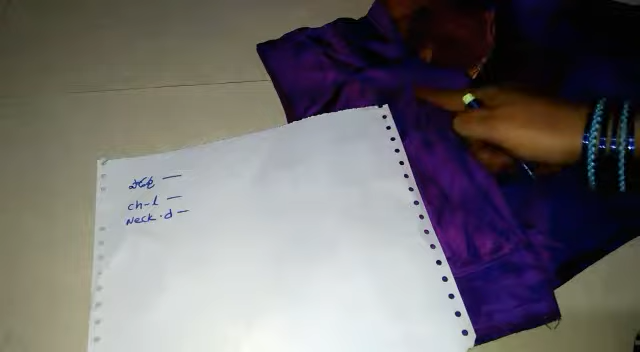 —
ch-l —
Neck.d —